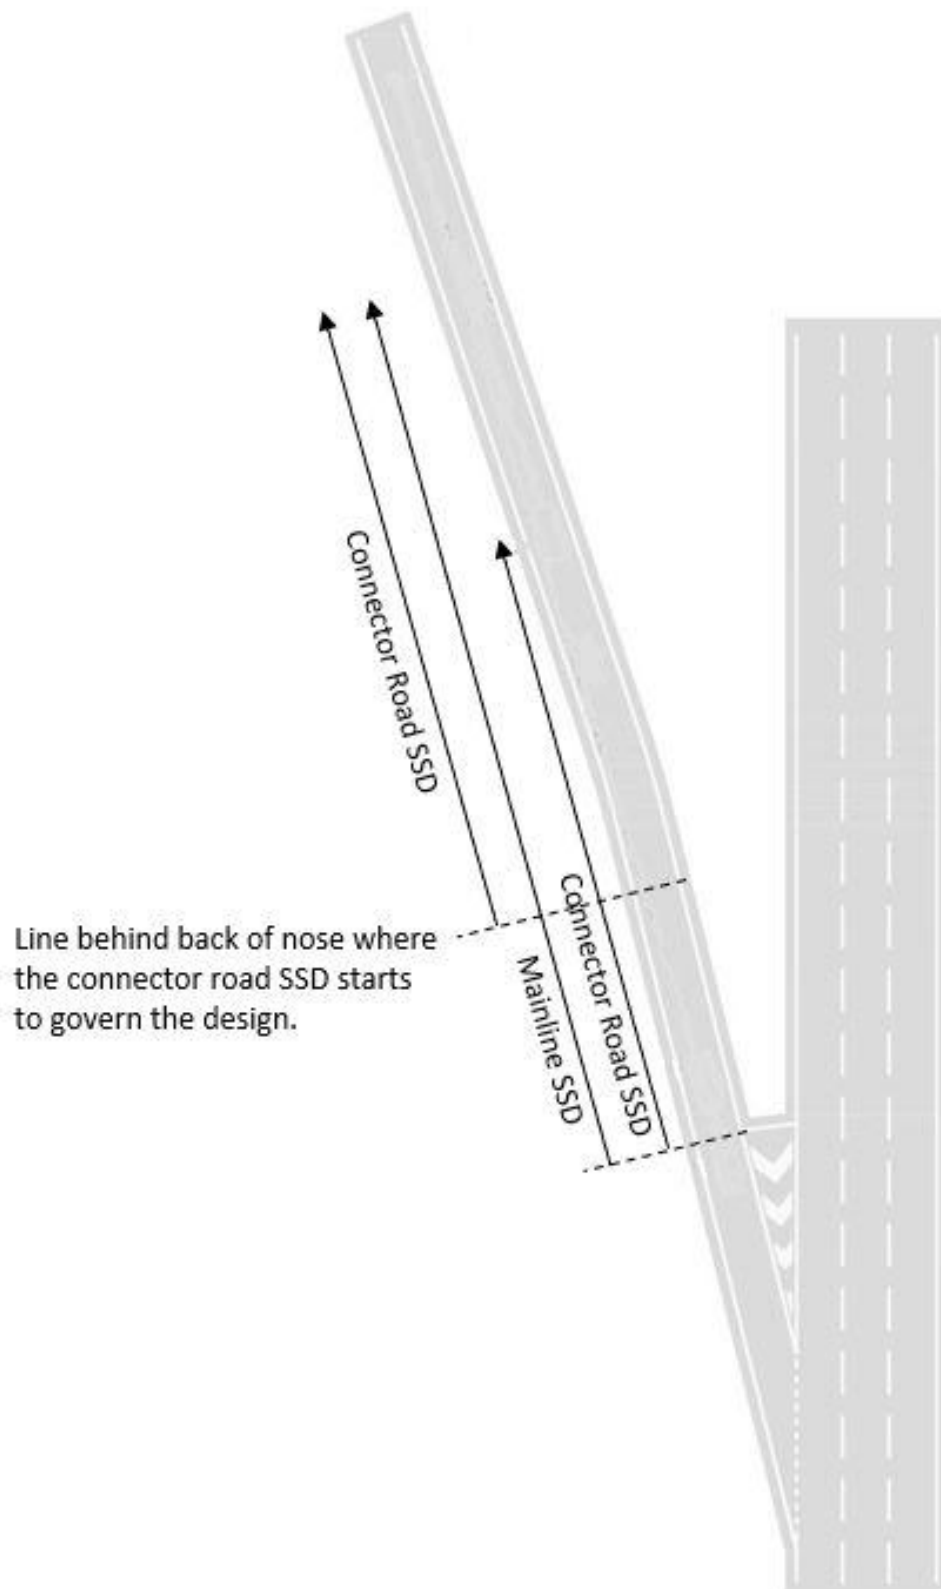 Connector Road SSD
Connector Road SSD
Mainline SSD
Line behind back of nose where
the connector road SSD starts
to govern the design.